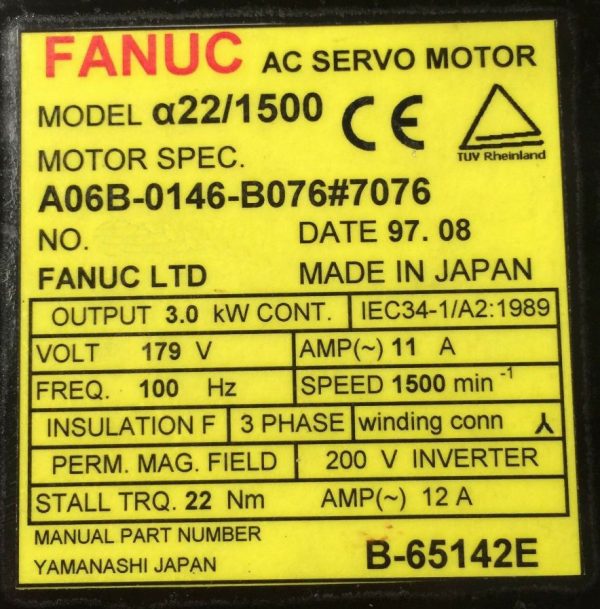 FANUC AC SERVO MOTOR
MODEL α22/1500 CE
TUV Rheinland
MOTOR SPEC.
A06B-0146-B076#7076
NO. DATE 97. 08
FANUC LTD MADE IN JAPAN
OUTPUT 3.0 kW CONT. IEC34-1/A2:1989
VOLT 179 V AMP(~) 11 A
FREQ. 100 Hz SPEED 1500 min -1
INSULATION F 3 PHASE winding conn
PERM. MAG. FIELD 200 V INVERTER
STALL TRQ. 22 Nm AMP(~) 12 A
MANUAL PART NUMBER
YAMANASHI JAPAN B-65142E